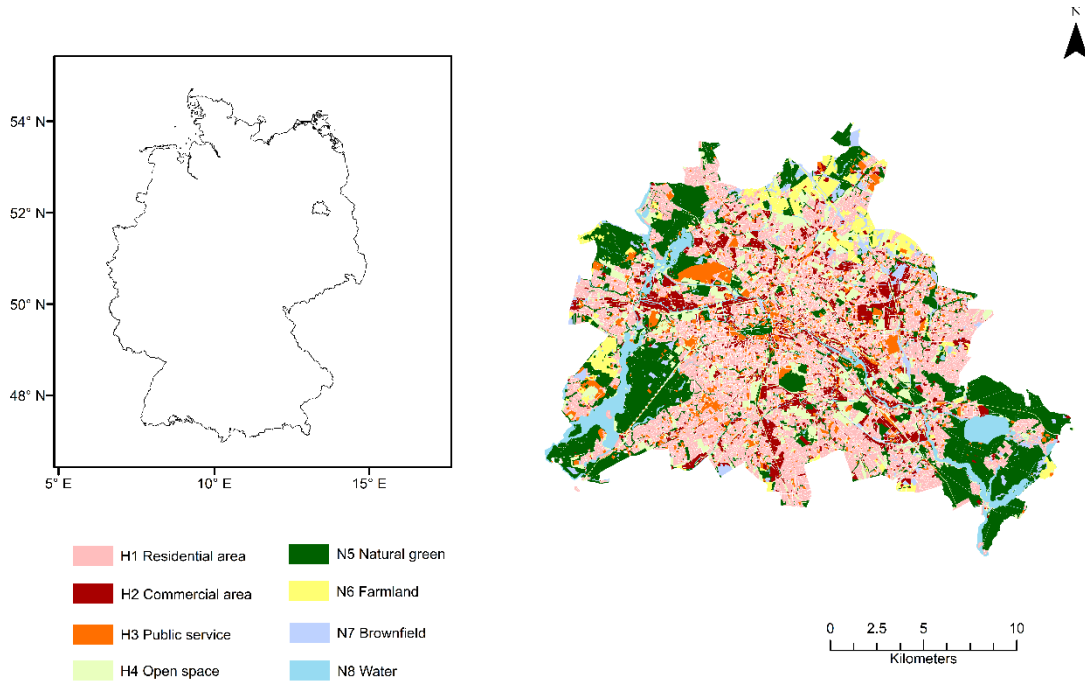 N
54° N
52° N
50° N
48° N
5° E 10° E 15° E
H1 Residential area
H2 Commercial area
H3 Public service
H4 Open space
N5 Natural green
N6 Farmland
N7 Brownfield
N8 Water
0 2.5 5 10
Kilometers